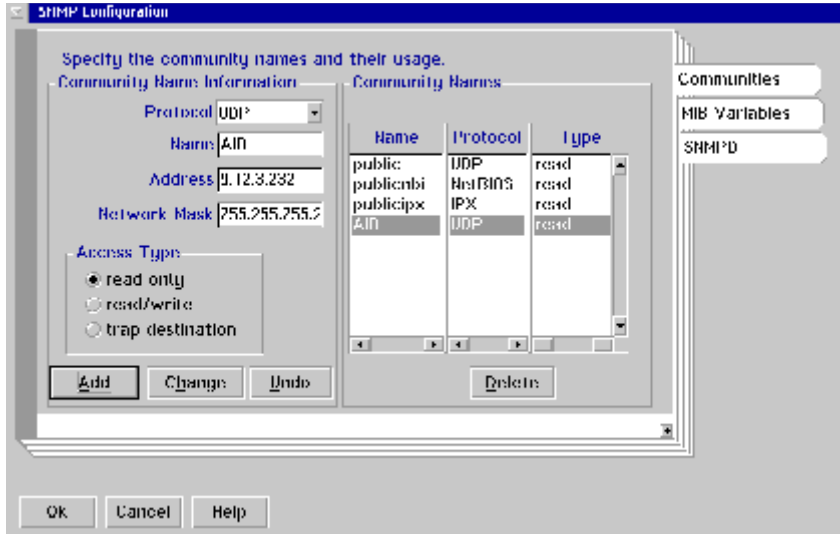 SNMP Configuration
Specify the community names and their usage.
Community Name Information
Protocol UDP
Name AID
Address 9.12.3.232
Network Mask 255.255.255.2
Access Type
read only
read/write
trap destination
Add Change Undo
Community Names
Name Protocol Type
public UDP read
publicnbi NetBIOS read
publicipx IPX read
AID UDP read
Delete
Communities
MIB Variables
SNMPD
Ok Cancel Help